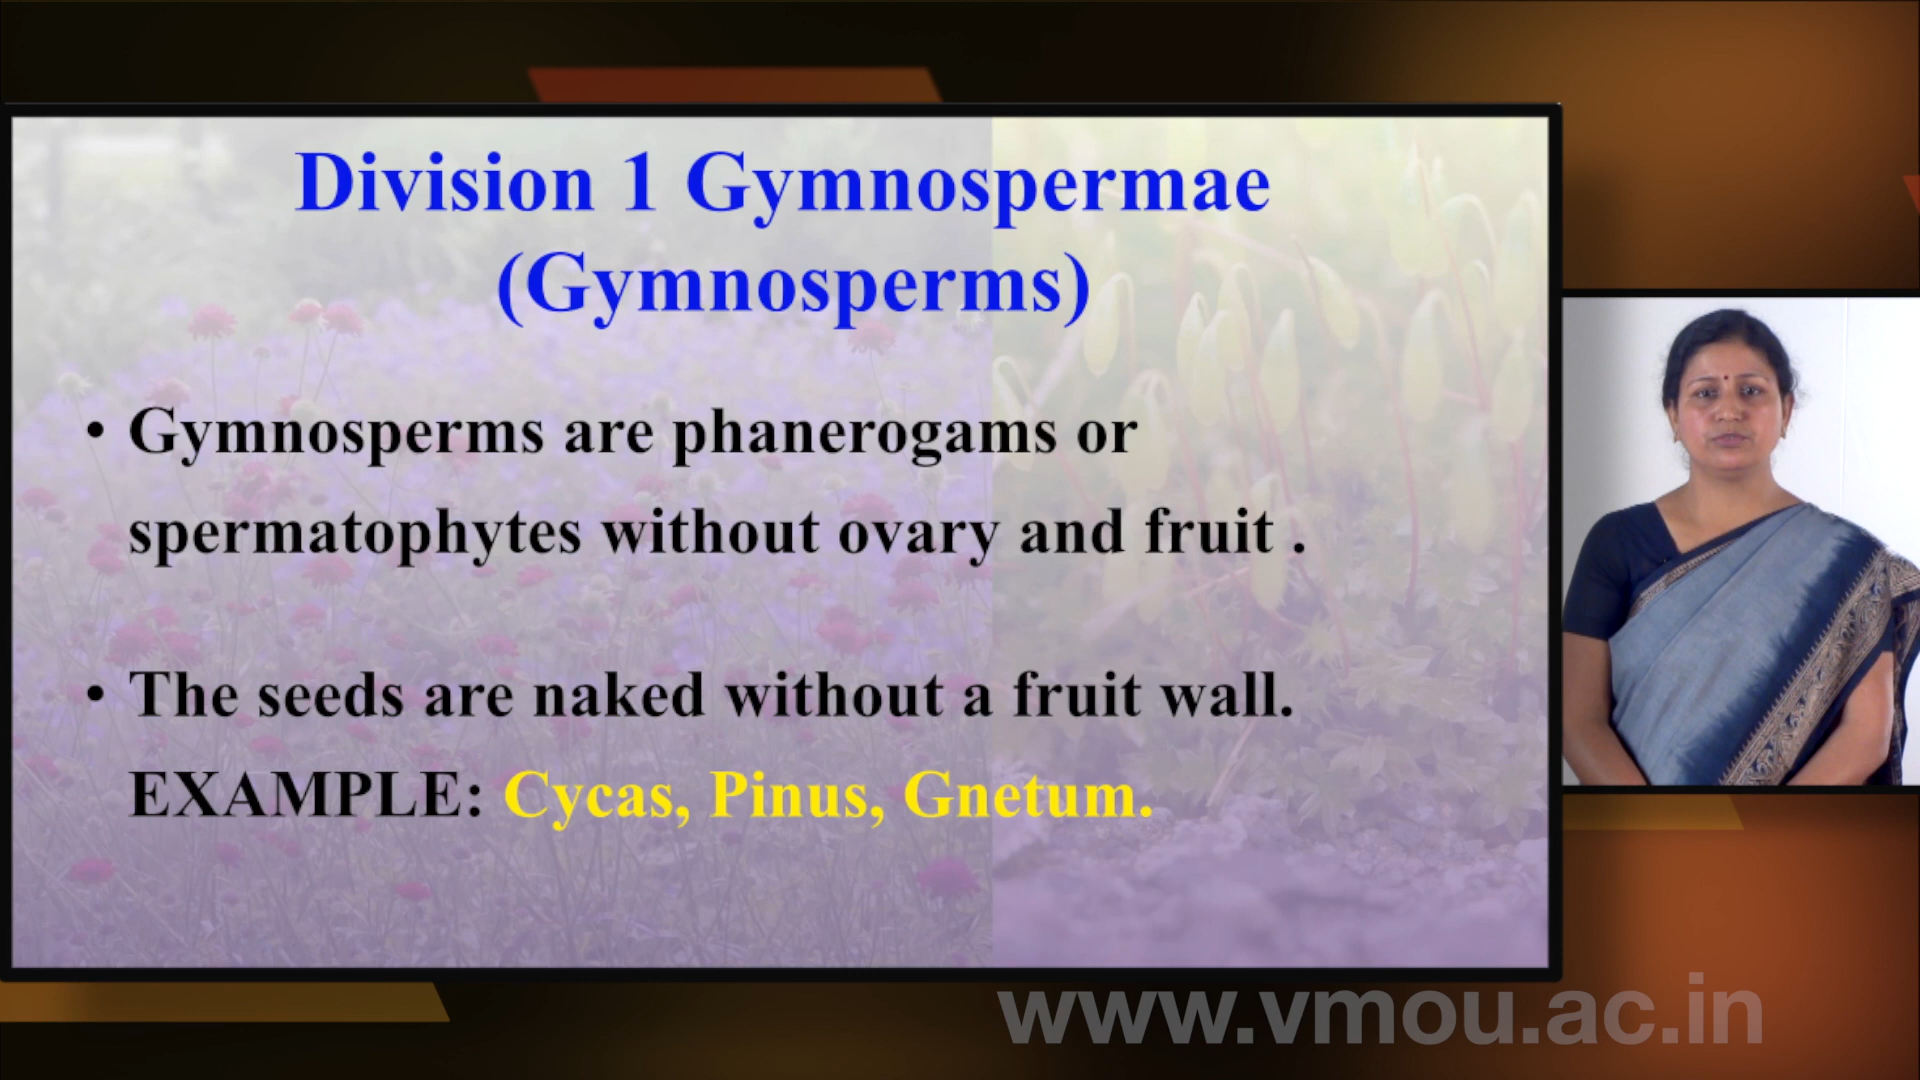 Division 1 Gymnospermae
(Gymnosperms)
• Gymnosperms are phanerogams or
spermatophytes without ovary and fruit .
• The seeds are naked without a fruit wall.
EXAMPLE: Cycas, Pinus, Gnetum.
www.vmou.ac.in